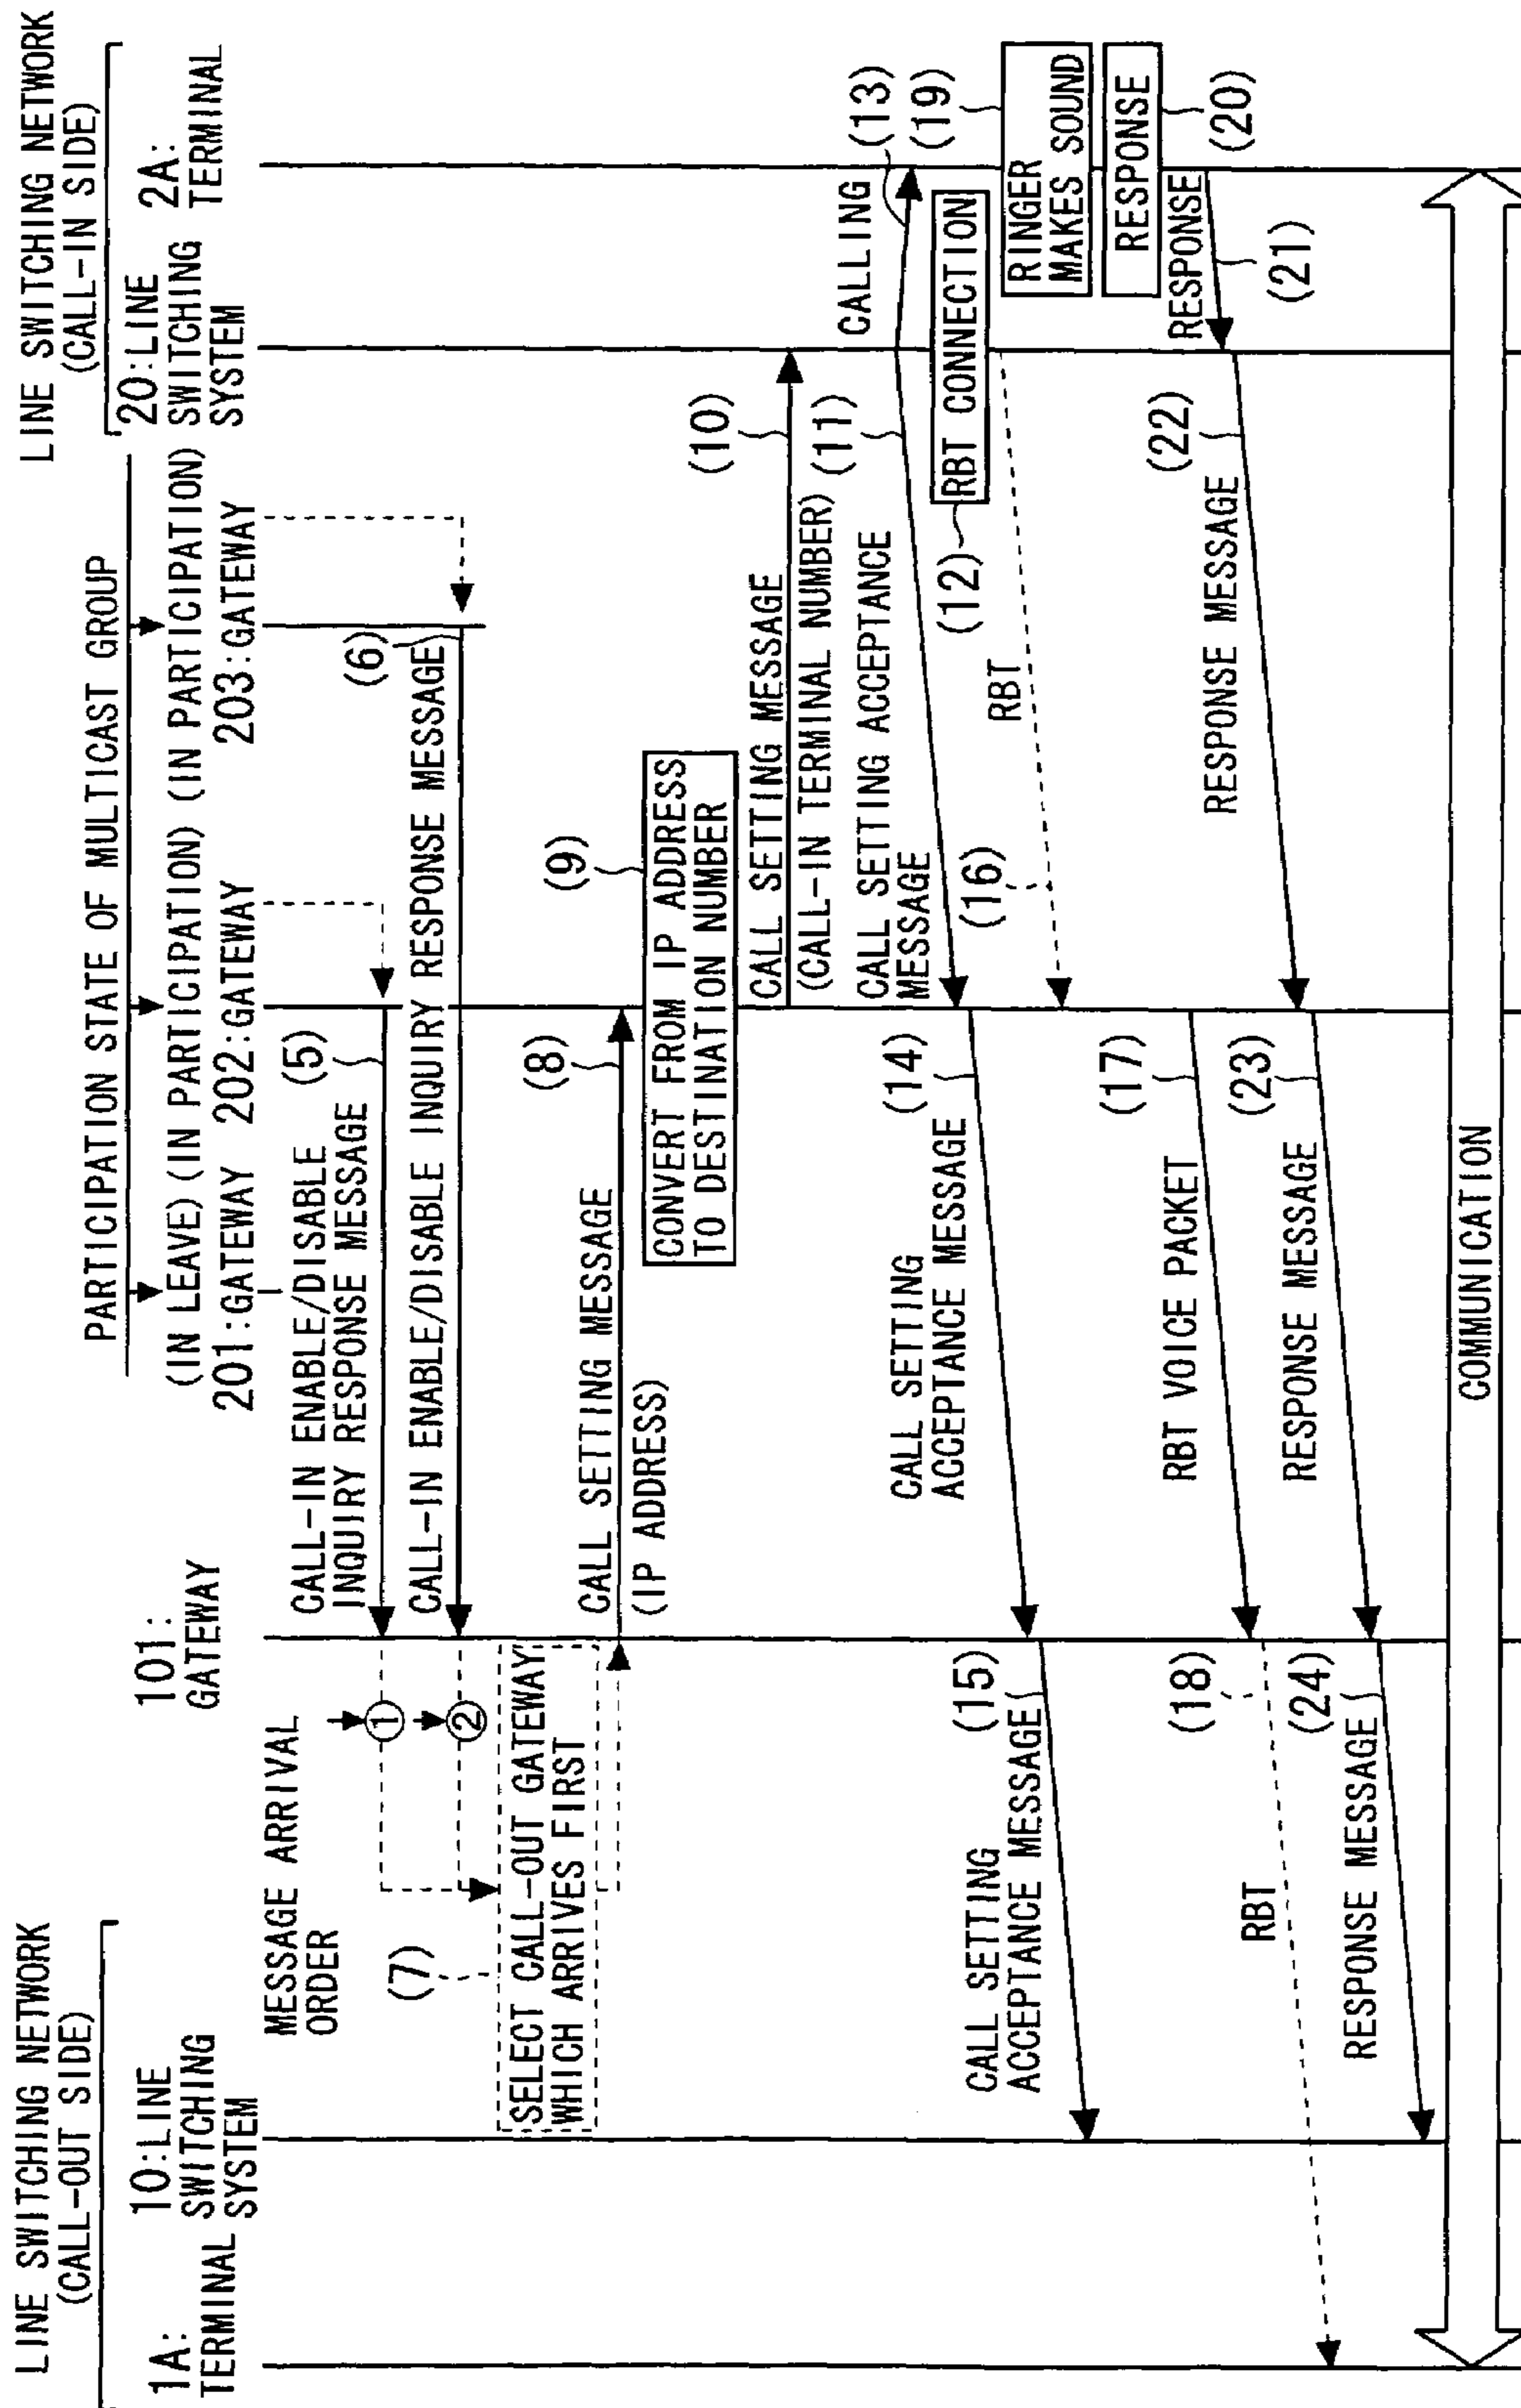 LINE SWITCHING NETWORK
(CALL-OUT SIDE)
1A:
TERMINAL
10:LINE
SWITCHING
SYSTEM
101:
GATEWAY
PARTICIPATION STATE OF MULTICAST GROUP
(IN LEAVE) (IN PARTICIPATION) (IN PARTICIPATION)
201:GATEWAY 202:GATEWAY 203:GATEWAY
LINE SWITCHING NETWORK
(CALL-IN SIDE)
20:LINE
SWITCHING
SYSTEM
2A:
TERMINAL
MESSAGE ARRIVAL
ORDER
①
②
CALL-IN ENABLE/DISABLE
INQUIRY RESPONSE MESSAGE
(5)
CALL-IN ENABLE/DISABLE INQUIRY RESPONSE MESSAGE
(6)
(7)
SELECT CALL-OUT GATEWAY
WHICH ARRIVES FIRST
CALL SETTING MESSAGE
(IP ADDRESS)
(8)
(9)
CONVERT FROM IP ADDRESS
TO DESTINATION NUMBER
CALL SETTING MESSAGE
(CALL-IN TERMINAL NUMBER)
(10)
CALL SETTING ACCEPTANCE
MESSAGE
(11)
CALLING
(13)
(12)
RBT CONNECTION
(19)
RINGER
MAKES SOUND
CALL SETTING
ACCEPTANCE MESSAGE
(14)
CALL SETTING
ACCEPTANCE MESSAGE
(15)
RBT
(16)
RBT VOICE PACKET
(17)
RBT
(18)
RESPONSE
(20)
RESPONSE
(21)
RESPONSE MESSAGE
(22)
RESPONSE MESSAGE
(23)
RESPONSE MESSAGE
(24)
COMMUNICATION